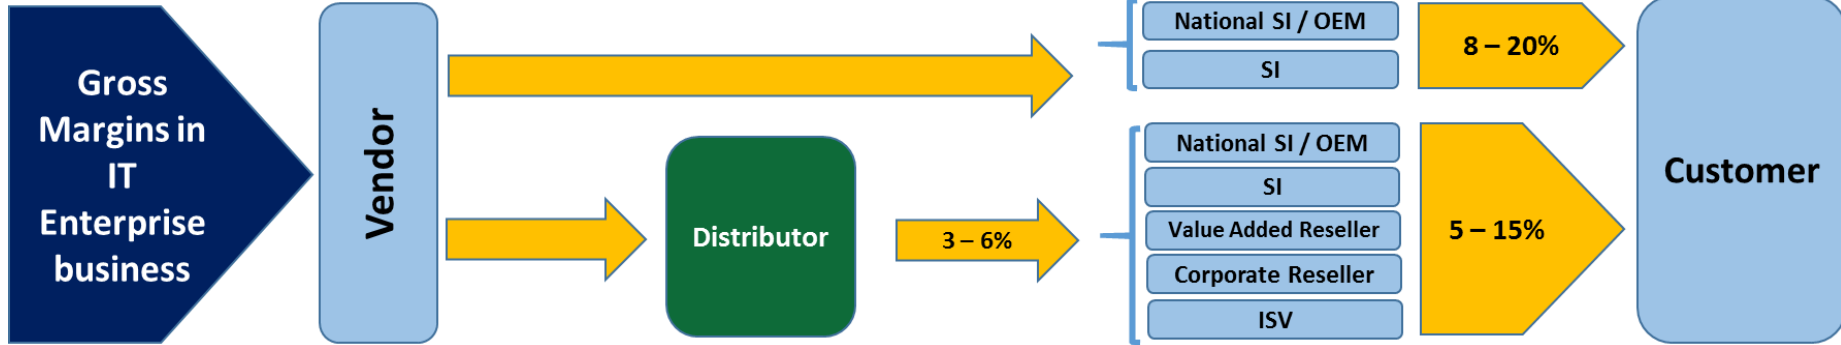 Gross
Margins in
IT
Enterprise
business
Vendor
National SI / OEM
SI
8 – 20%
Distributor
3 – 6%
National SI / OEM
SI
Value Added Reseller
Corporate Reseller
ISV
5 – 15%
Customer